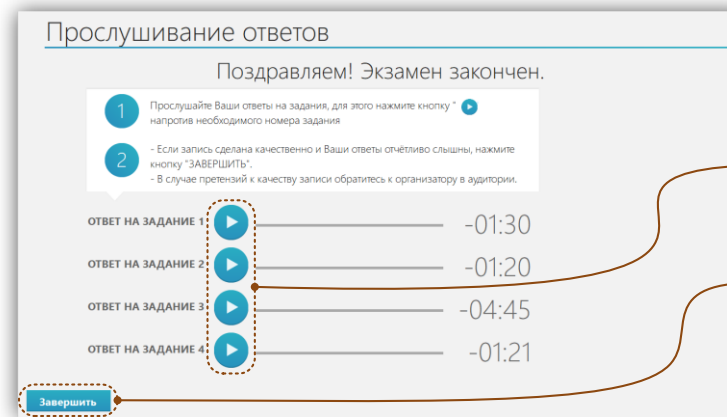 Прослушивание ответов
Поздравляем! Экзамен закончен.
1
Прослушайте Ваши ответы на задания, для этого нажмите кнопку "
напротив необходимого номера задания
2
- Если запись сделана качественно и Ваши ответы отчётливо слышны, нажмите
кнопку "ЗАВЕРШИТЬ".
- В случае претензий к качеству записи обратитесь к организатору в аудитории.
ОТВЕТ НА ЗАДАНИЕ 1 -01:30
ОТВЕТ НА ЗАДАНИЕ 2 -01:20
ОТВЕТ НА ЗАДАНИЕ 3 -04:45
ОТВЕТ НА ЗАДАНИЕ 4 -01:21
Завершить